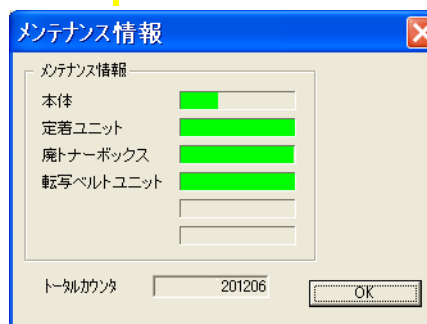 メンテナンス情報
メンテナンス情報
本体
定着ユニット
廃トナーボックス
転写ベルトユニット
トータルカウンタ 201206 OK